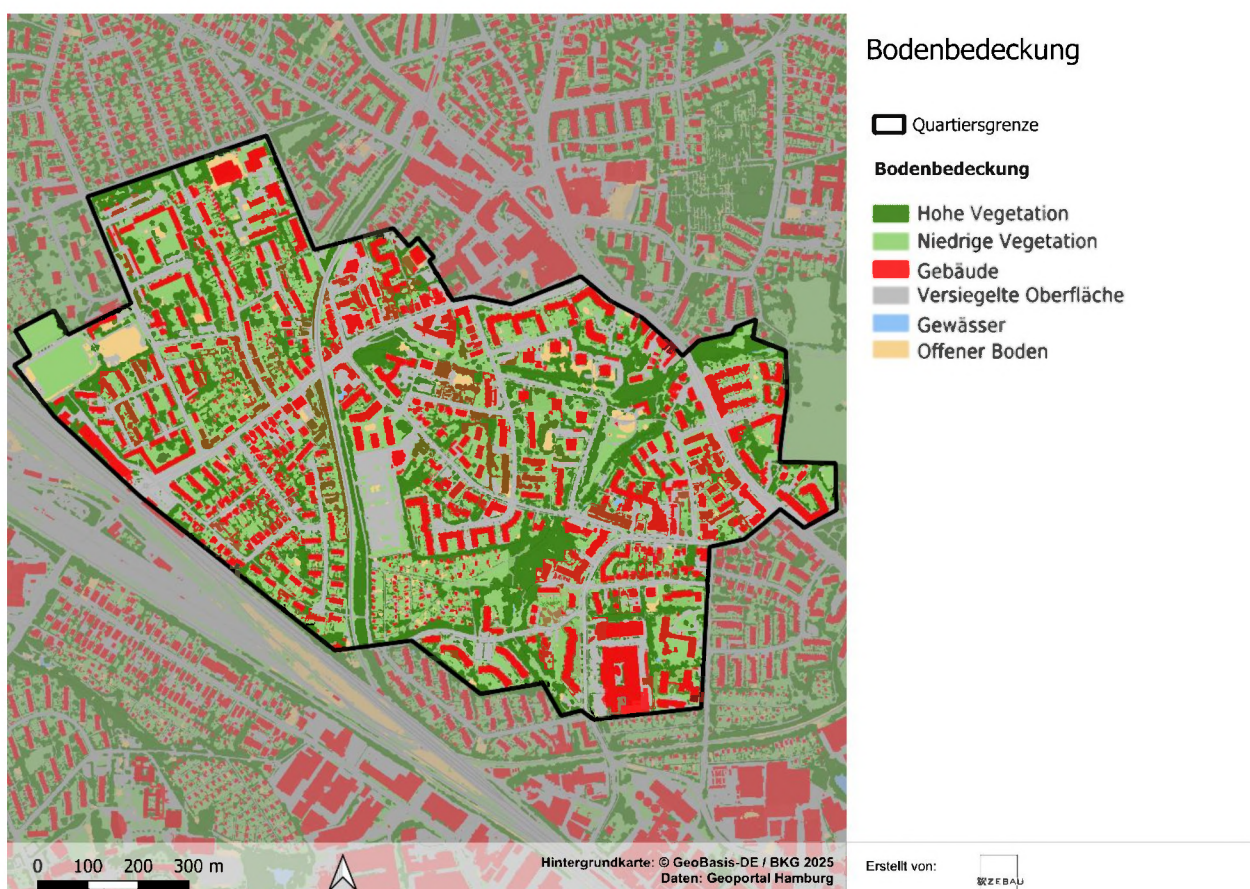 Bodenbedeckung
Quartiersgrenze
Bodenbedeckung
Hohe Vegetation
Niedrige Vegetation
Gebäude
Versiegelte Oberfläche
Gewässer
Offener Boden
0 100 200 300 m
Hintergrundkarte: © GeoBasis-DE / BKG 2025
Daten: Geoportal Hamburg
Erstellt von:
ZEBAU